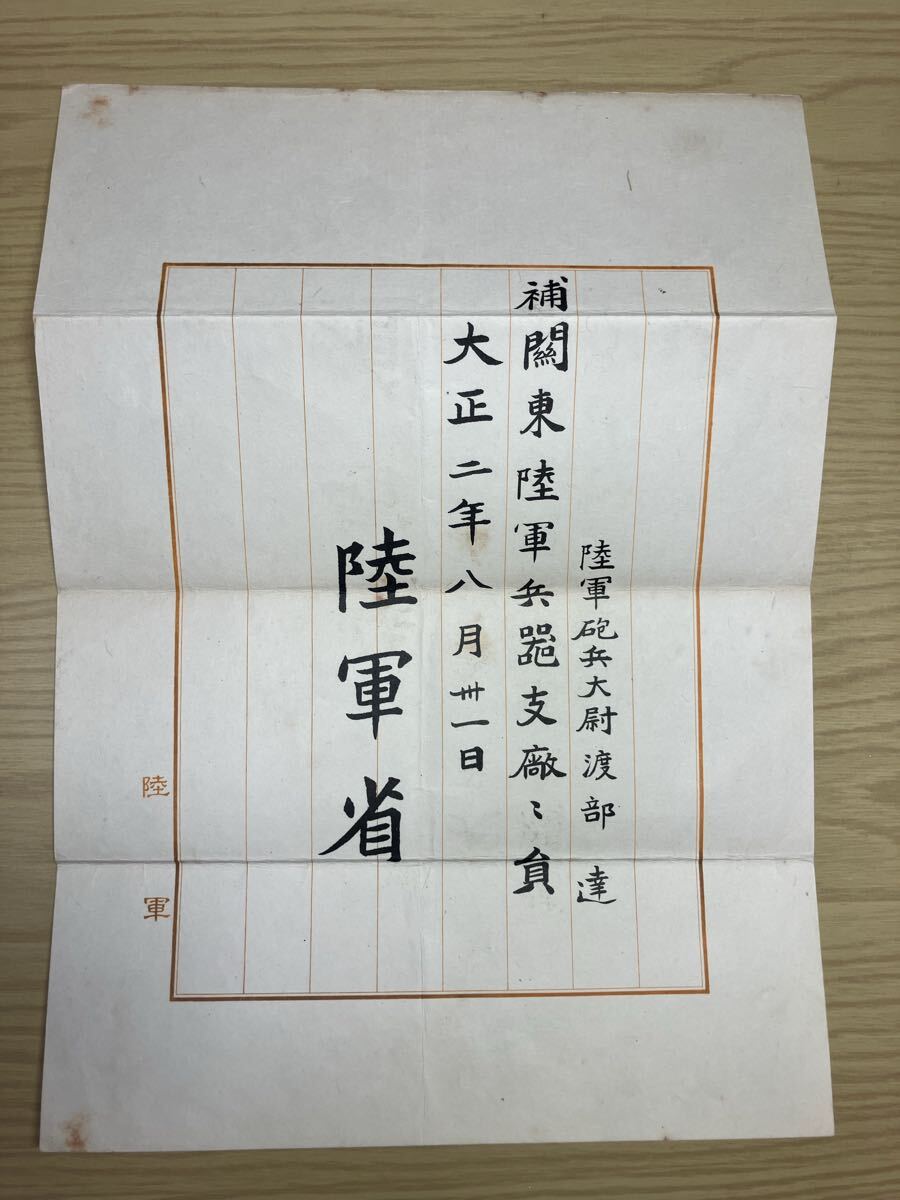 陸軍砲兵大尉渡部達
補關東陸軍兵器支廠〻員
大正二年八月卅一日
陸軍省
陸軍